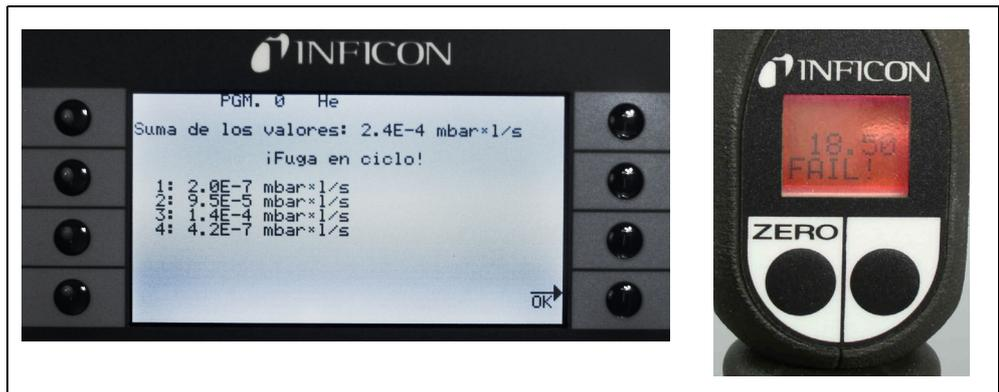 INFICON
PGM. 0 He
Suma de los valores: 2.4E-4 mbar*l/s
¡Fuga en ciclo!
1: 2.0E-7 mbar*l/s
2: 9.5E-5 mbar*l/s
3: 1.4E-4 mbar*l/s
4: 4.2E-7 mbar*l/s
OK
INFICON
18.50
FAIL!
ZERO